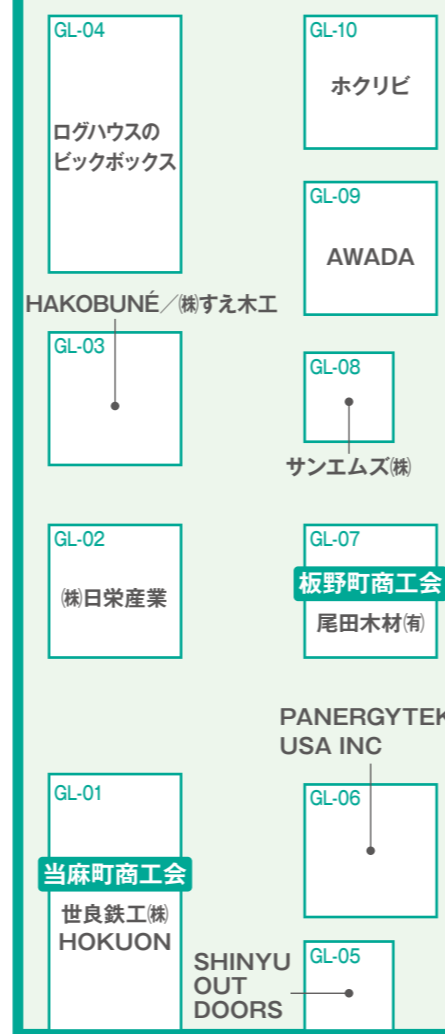 GL-04
ログハウスの
ビックボックス
HAKOBUNÉ／㈱すえ木工
GL-03
GL-02
㈱日栄産業
GL-01
当麻町商工会
世良鉄工㈱
HOKUON
GL-10
ホクリビ
GL-09
AWADA
GL-08
サンエムズ㈱
GL-07
板野町商工会
尾田木材㈲
PANERGYTEK
USA INC
GL-06
SHINYU
OUT
DOORS
GL-05